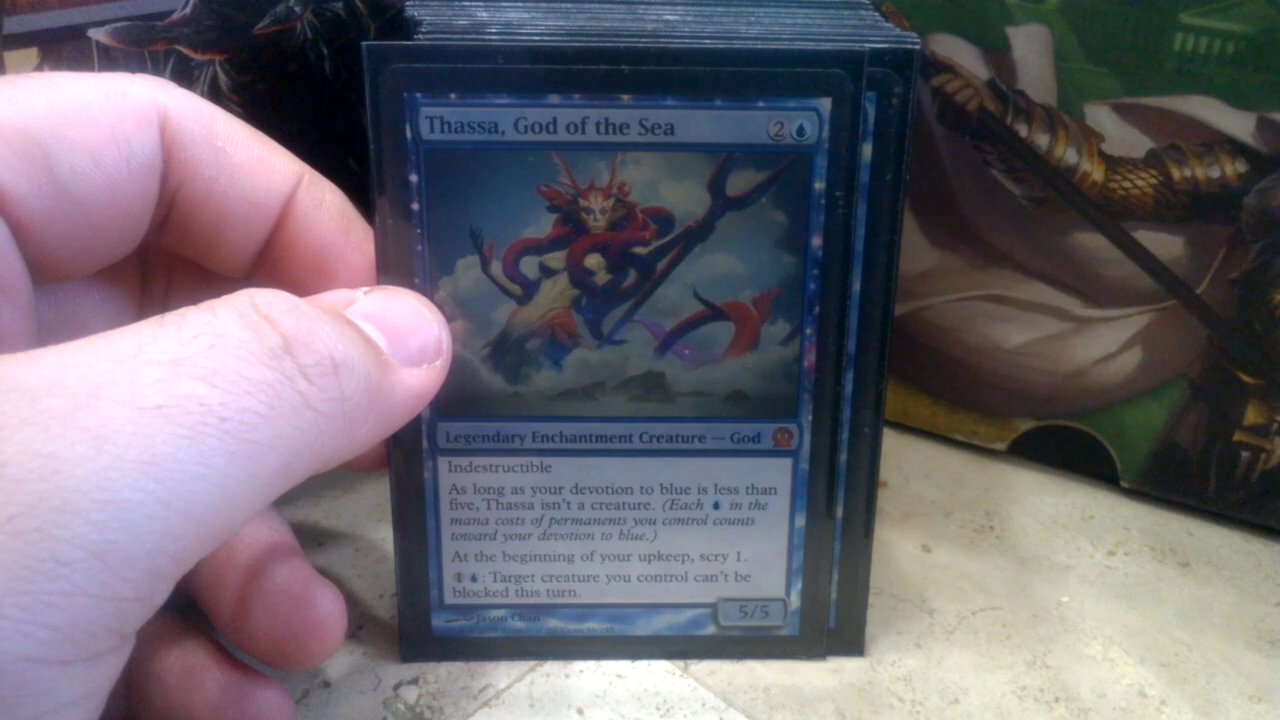 Thassa, God of the Sea 2
Legendary Enchantment Creature — God
Indestructible
As long as your devotion to blue is less than
five, Thassa isn't a creature. (Each in the
mana costs of permanents you control counts
toward your devotion to blue.)
At the beginning of your upkeep, scry 1.
1 : Target creature you control can't be
blocked this turn.
5/5
Jason Chan